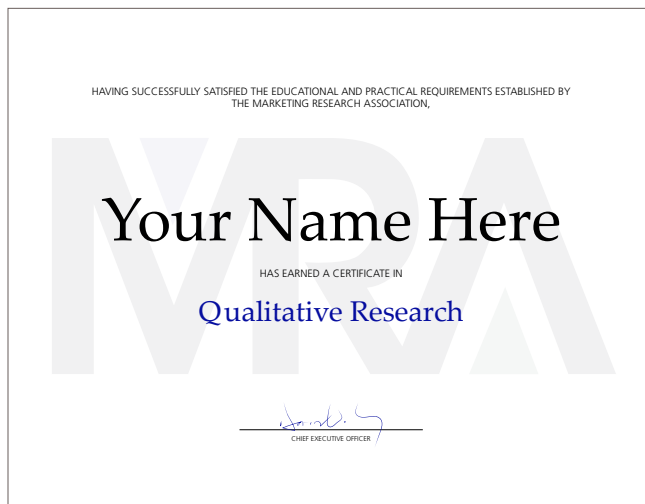 HAVING SUCCESSFULLY SATISFIED THE EDUCATIONAL AND PRACTICAL REQUIREMENTS ESTABLISHED BY
THE MARKETING RESEARCH ASSOCIATION,
MRA
Your Name Here
HAS EARNED A CERTIFICATE IN
Qualitative Research
CHIEF EXECUTIVE OFFICER